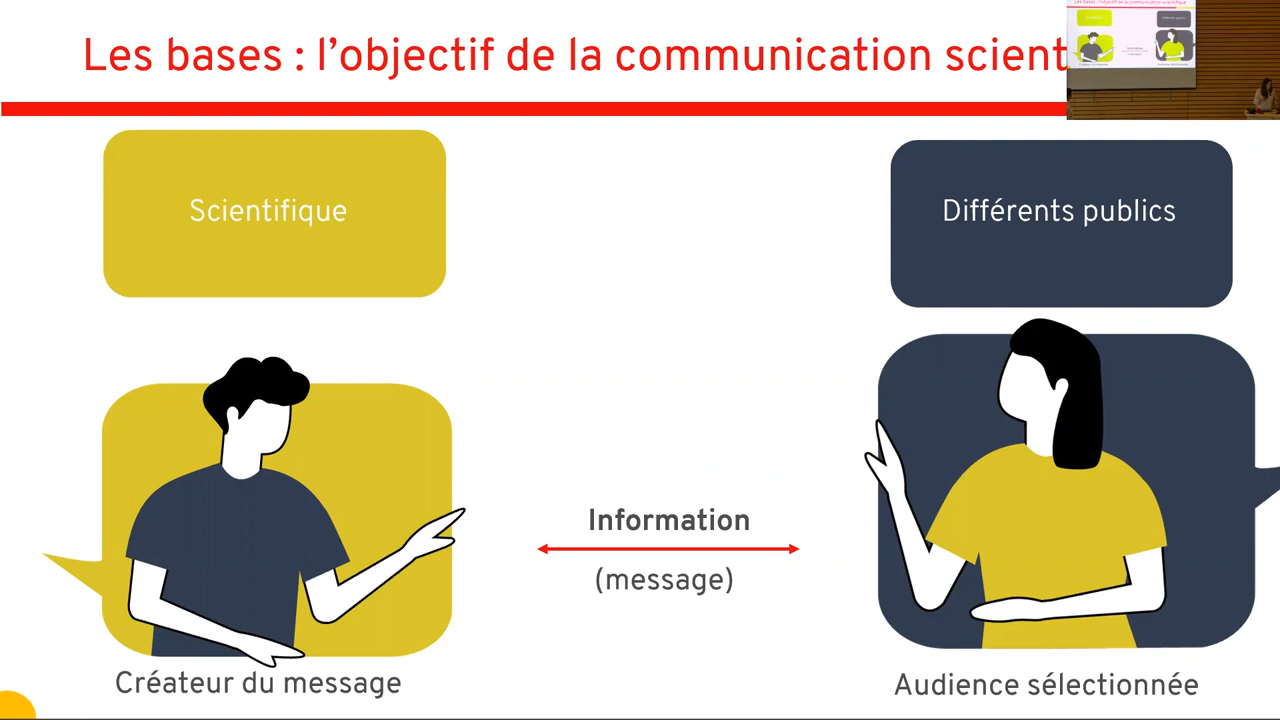 Les bases : l'objectif de la communication scient
Scientifique
Différents publics
Information
(message)
Créateur du message
Audience sélectionnée